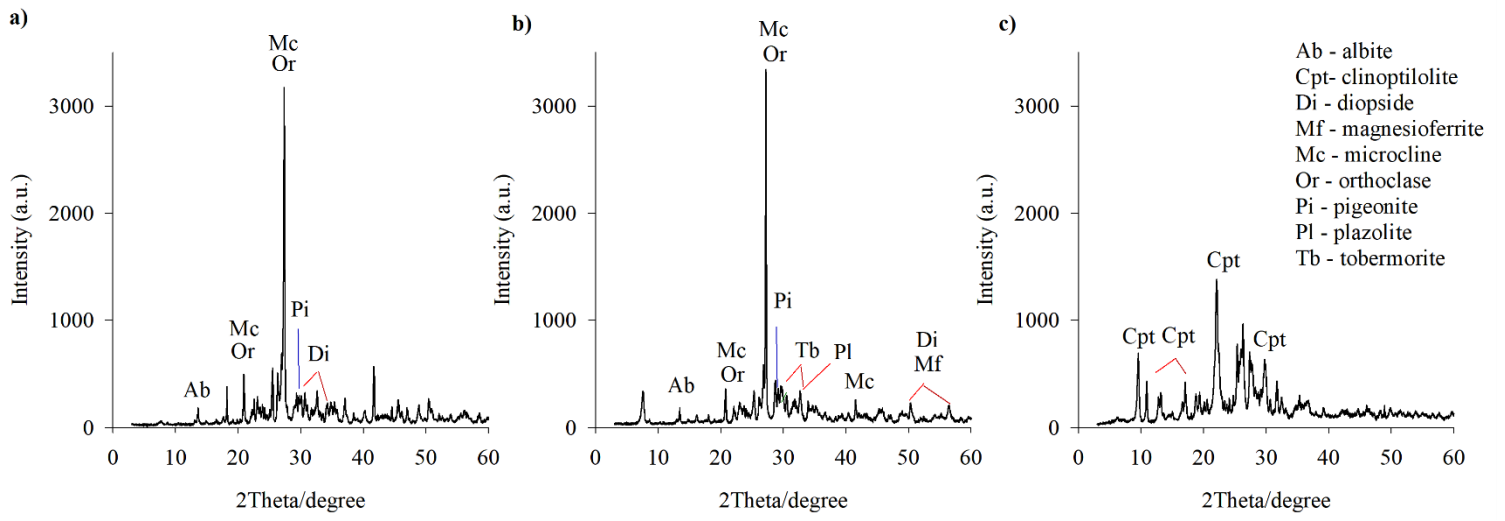 a)
Mc
Or
3000
2000
1000
0
Intensity (a.u.)
Ab
Mc
Or
Pi
Di
0 10 20 30 40 50 60
2Theta/degree
b)
Mc
Or
3000
2000
1000
0
Intensity (a.u.)
Ab
Mc
Or
Pi
Tb
Pl
Mc
Di
Mf
0 10 20 30 40 50 60
2Theta/degree
c)
3000
2000
1000
0
Intensity (a.u.)
Cpt
Cpt
Cpt
Cpt
0 10 20 30 40 50 60
2Theta/degree
Ab - albite
Cpt- clinoptilolite
Di - diopside
Mf - magnesioferrite
Mc - microcline
Or - orthoclase
Pi - pigeonite
Pl - plazolite
Tb - tobermorite